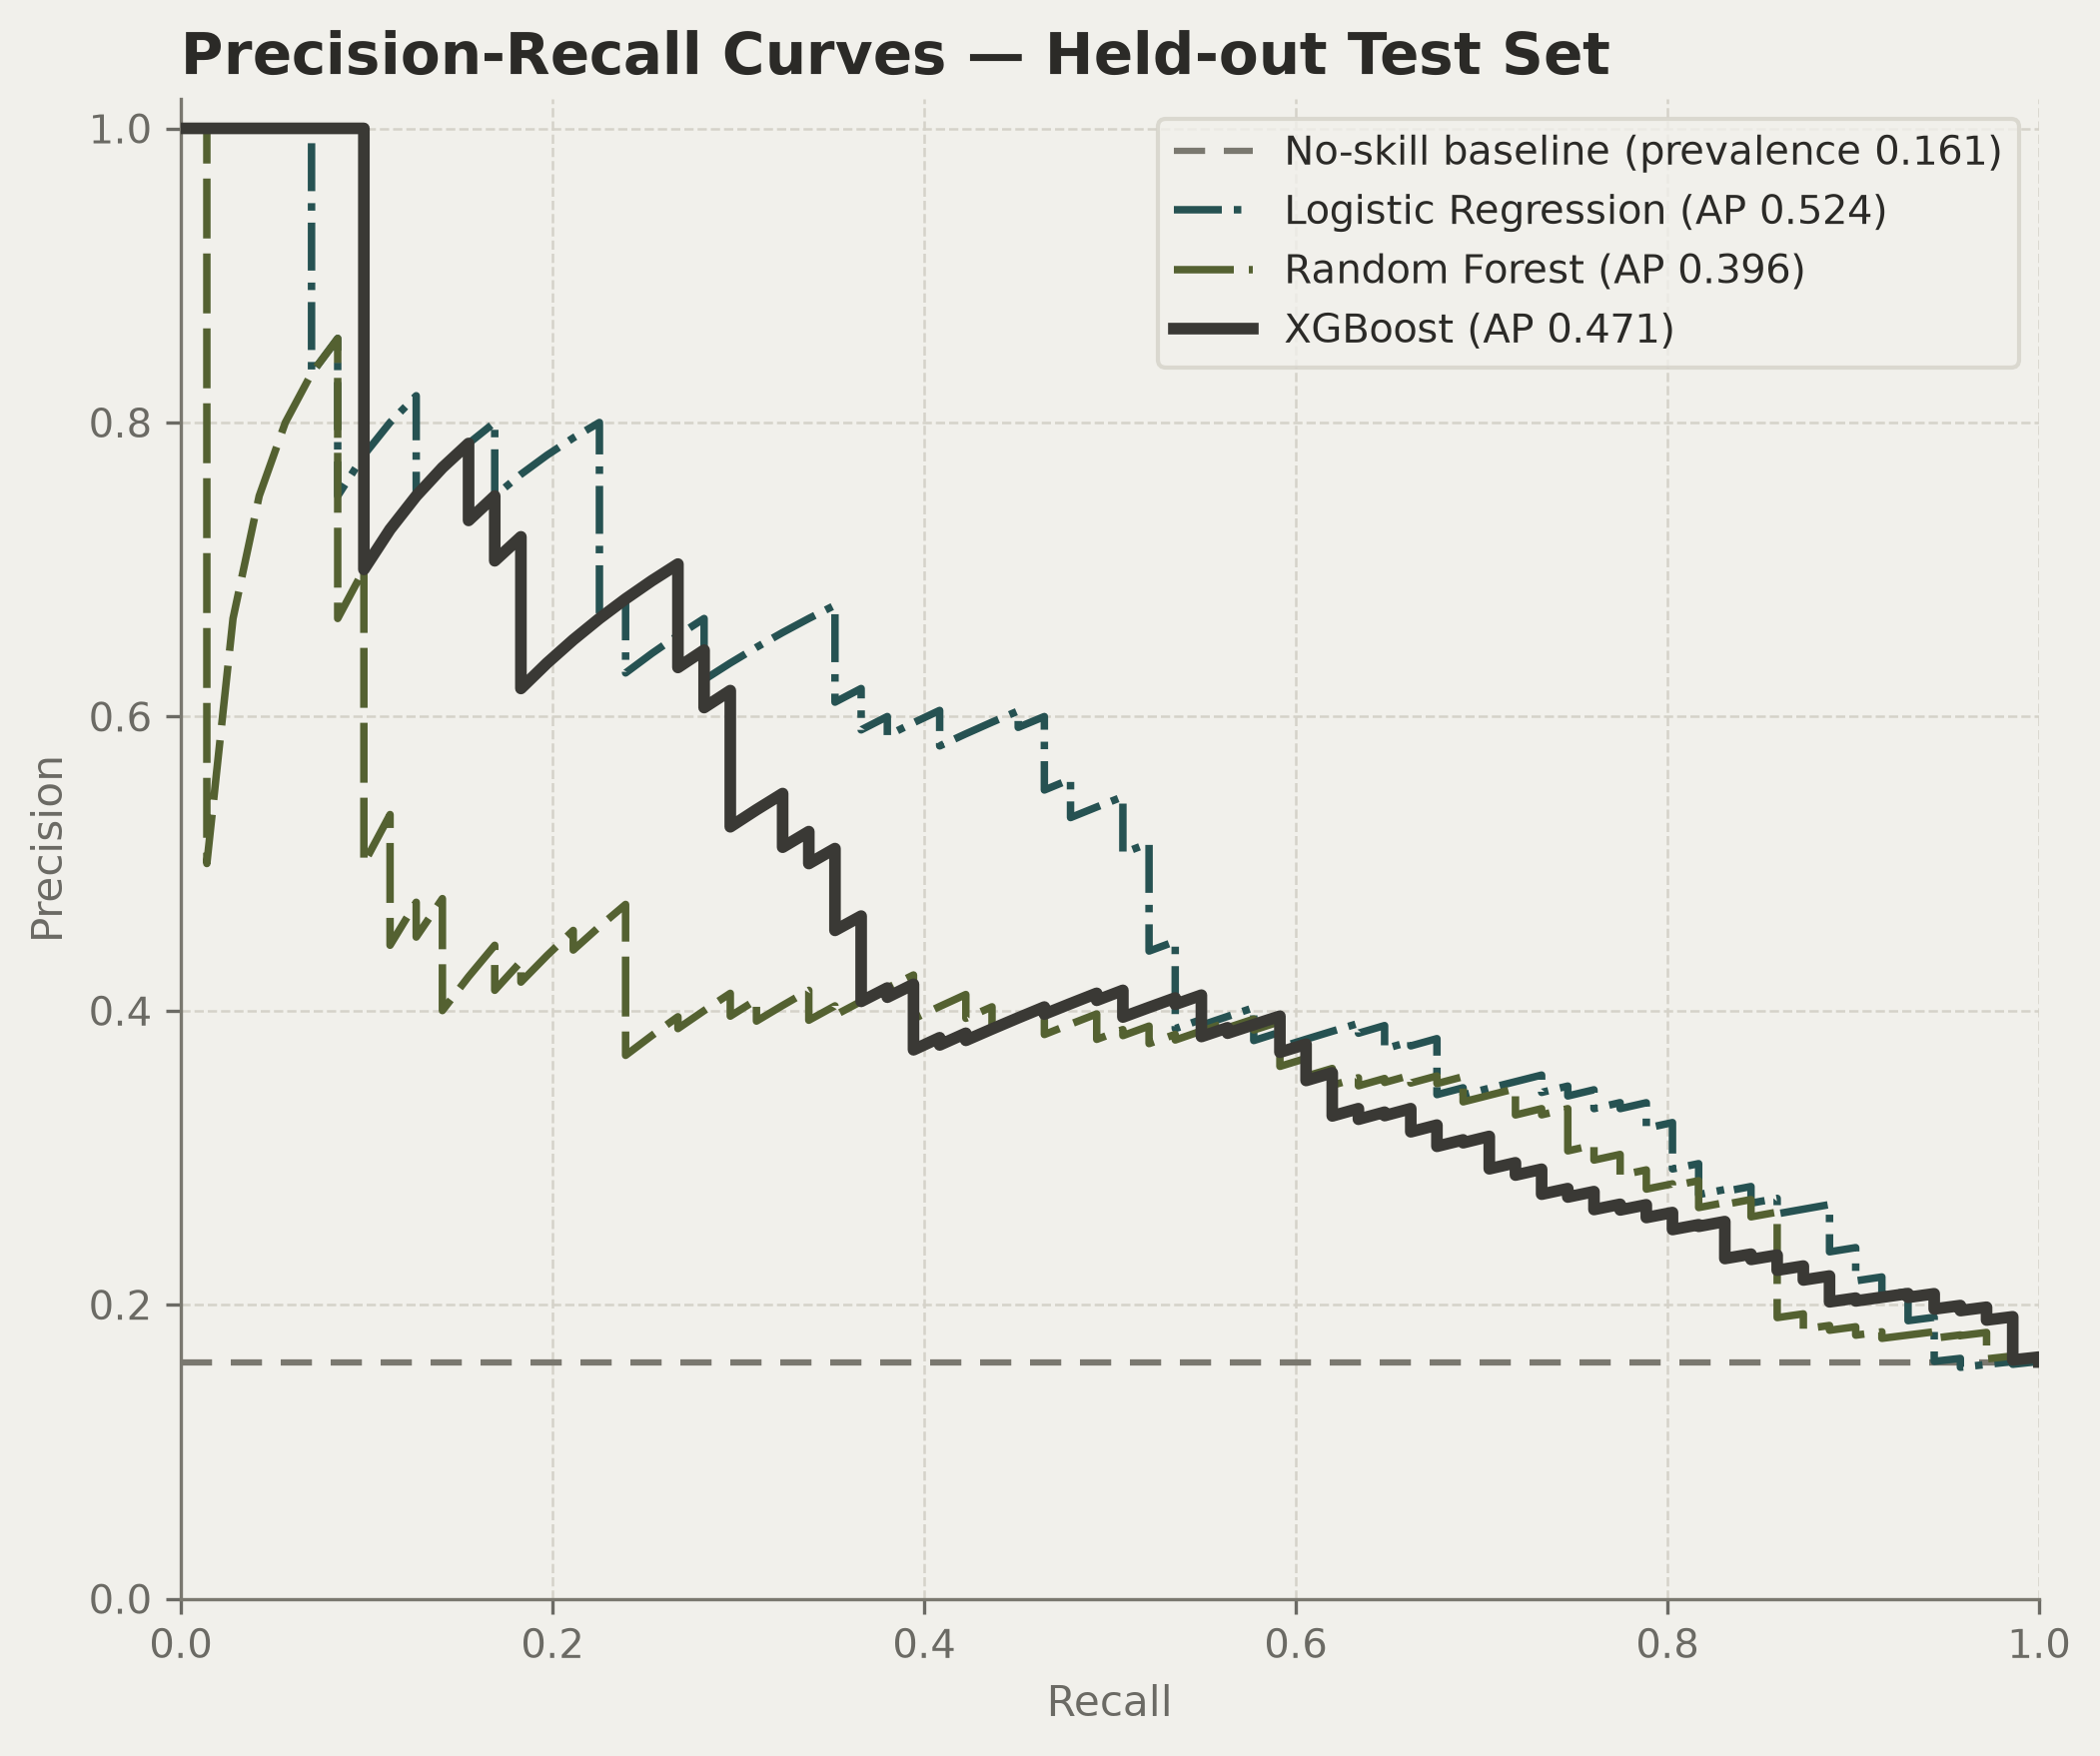 Precision-Recall Curves — Held-out Test Set
No-skill baseline (prevalence 0.161)
Logistic Regression (AP 0.524)
Random Forest (AP 0.396)
XGBoost (AP 0.471)
Precision
1.0
0.8
0.6
0.4
0.2
0.0
0.0 0.2 0.4 0.6 0.8 1.0
Recall